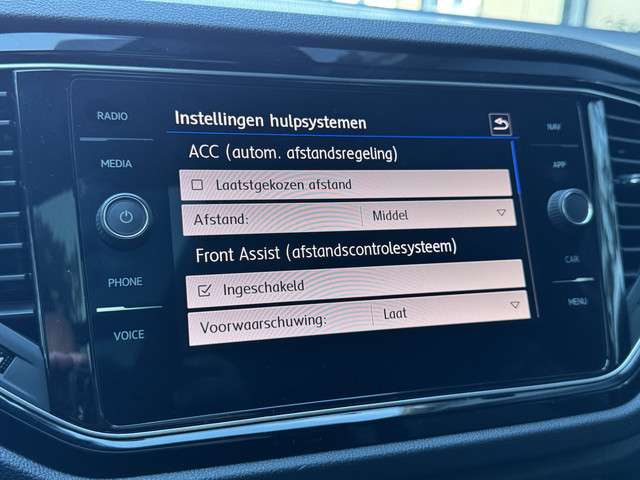 RADIO
MEDIA
PHONE
VOICE
Instellingen hulpsystemen
ACC (autom. afstandsregeling)
Laatstgekozen afstand
Afstand: Middel
Front Assist (afstandscontrolesysteem)
Ingeschakeld
Voorwaarschuwing: Laat
NAV
APP
CAR
MENU